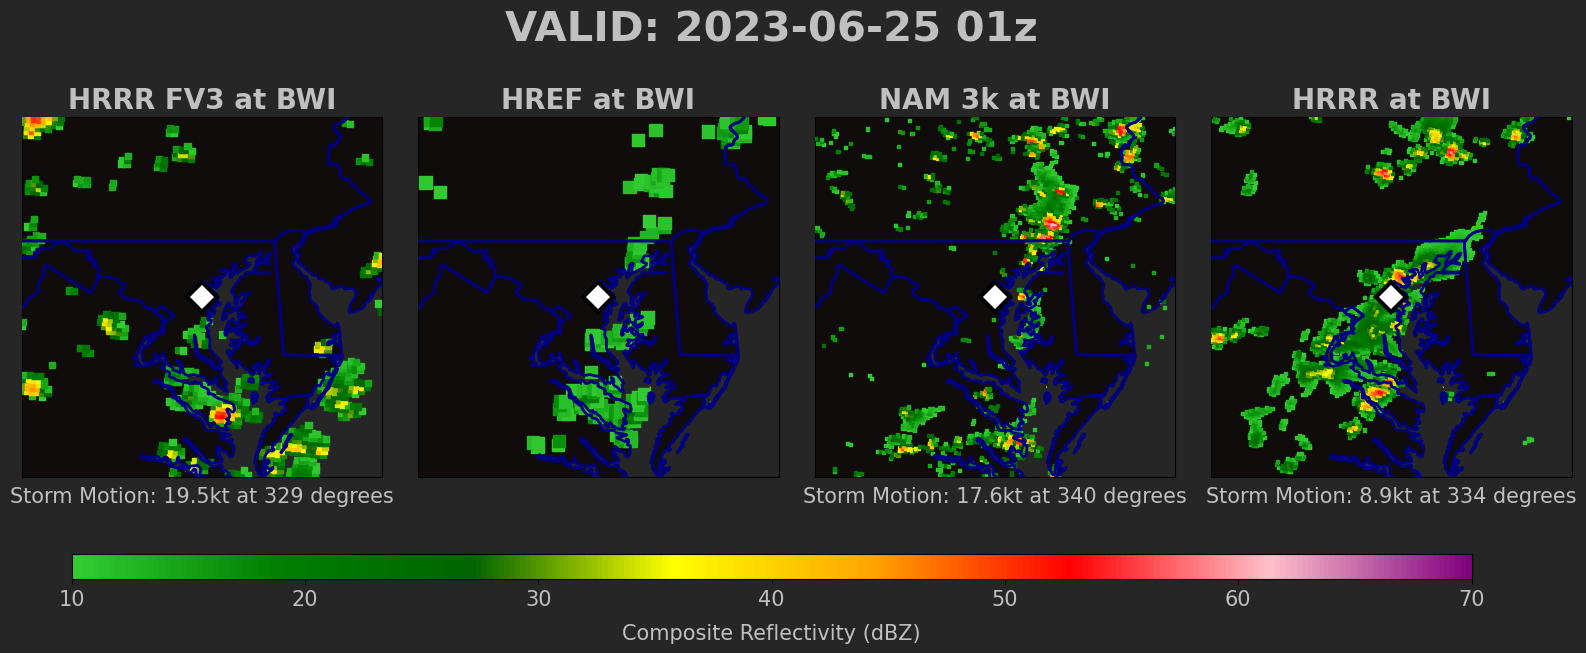 VALID: 2023-06-25 01z
HRRR FV3 at BWI
HREF at BWI
NAM 3k at BWI
HRRR at BWI
Storm Motion: 19.5kt at 329 degrees
Storm Motion: 17.6kt at 340 degrees
Storm Motion: 8.9kt at 334 degrees
10 20 30 40 50 60 70
Composite Reflectivity (dBZ)